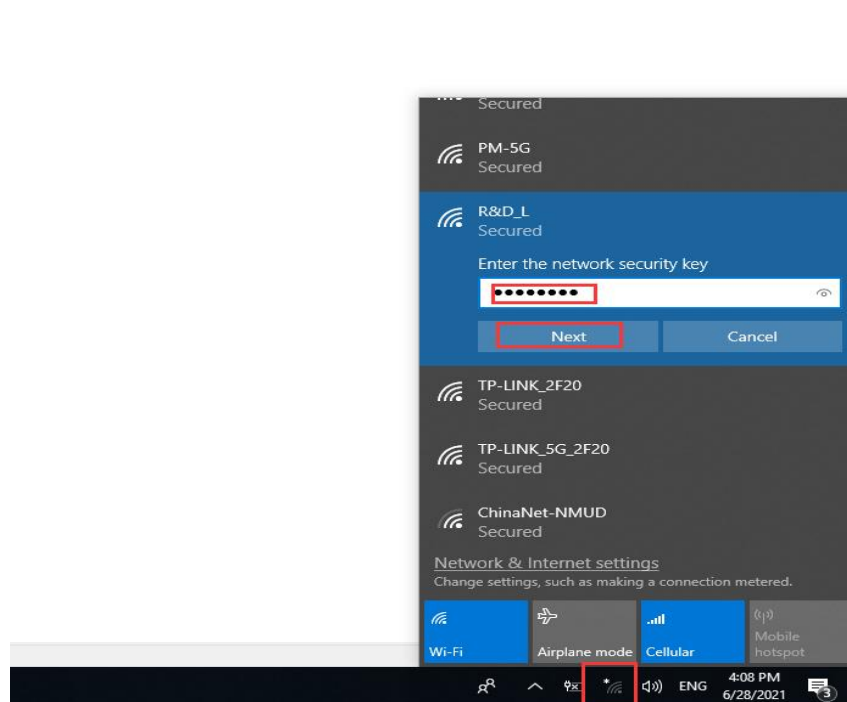 Secured
PM-5G
Secured
R&D_L
Secured
Enter the network security key
Next
Cancel
TP-LINK_2F20
Secured
TP-LINK_5G_2F20
Secured
ChinaNet-NMUD
Secured
Network & Internet settings
Change settings, such as making a connection metered.
Wi-Fi
Airplane mode
Cellular
Mobile
hotspot
ENG
4:08 PM
6/28/2021
3